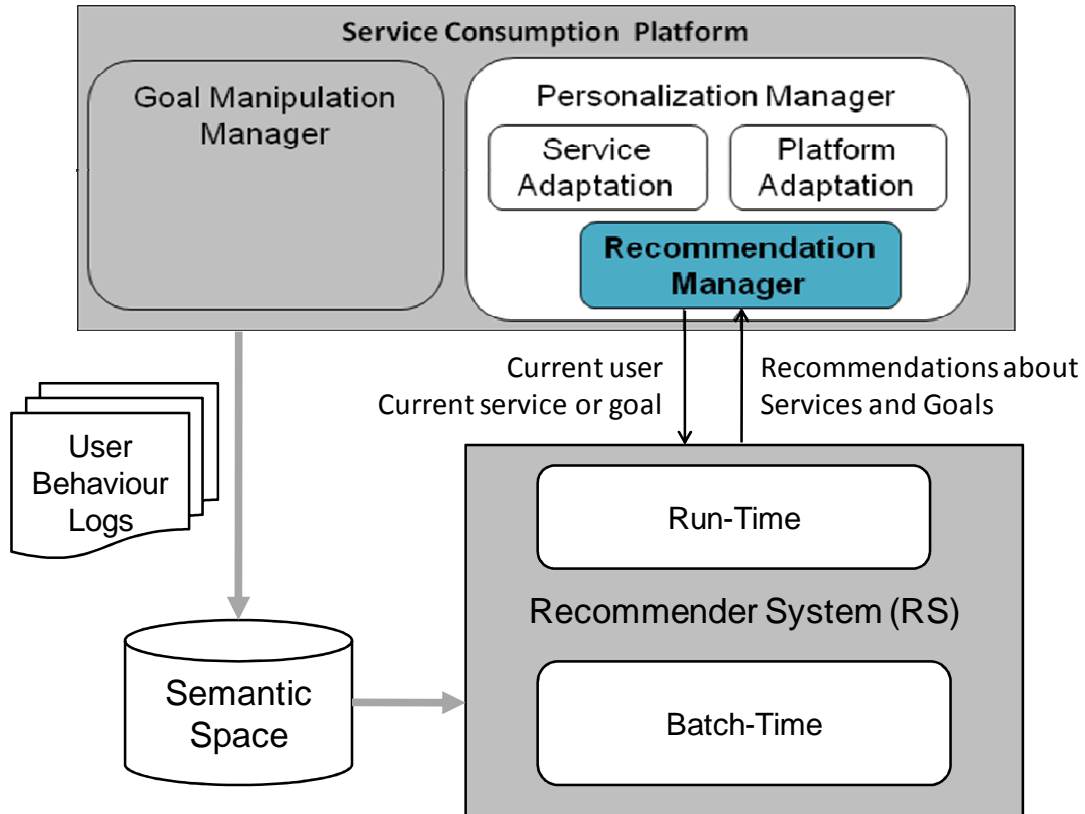 Service Consumption Platform
Goal Manipulation
Manager
Personalization Manager
Service
Adaptation
Platform
Adaptation
Recommendation
Manager
Current user
Current service or goal
Recommendations about
Services and Goals
User
Behaviour
Logs
Run-Time
Recommender System (RS)
Semantic
Space
Batch-Time